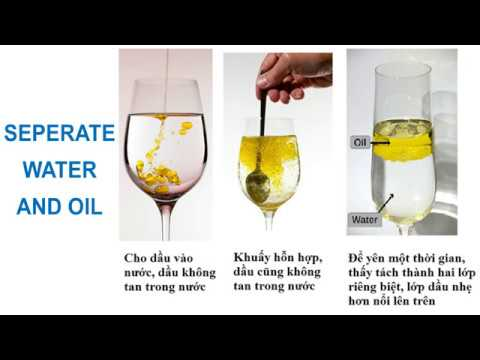 SEPERATE
WATER
AND OIL
Cho dầu vào
nước, dầu không
tan trong nước
Khuấy hỗn hợp,
dầu cũng không
tan trong nước
Oil
Water
Để yên một thời gian,
thấy tách thành hai lớp
riêng biệt, lớp dầu nhẹ
hơn nổi lên trên